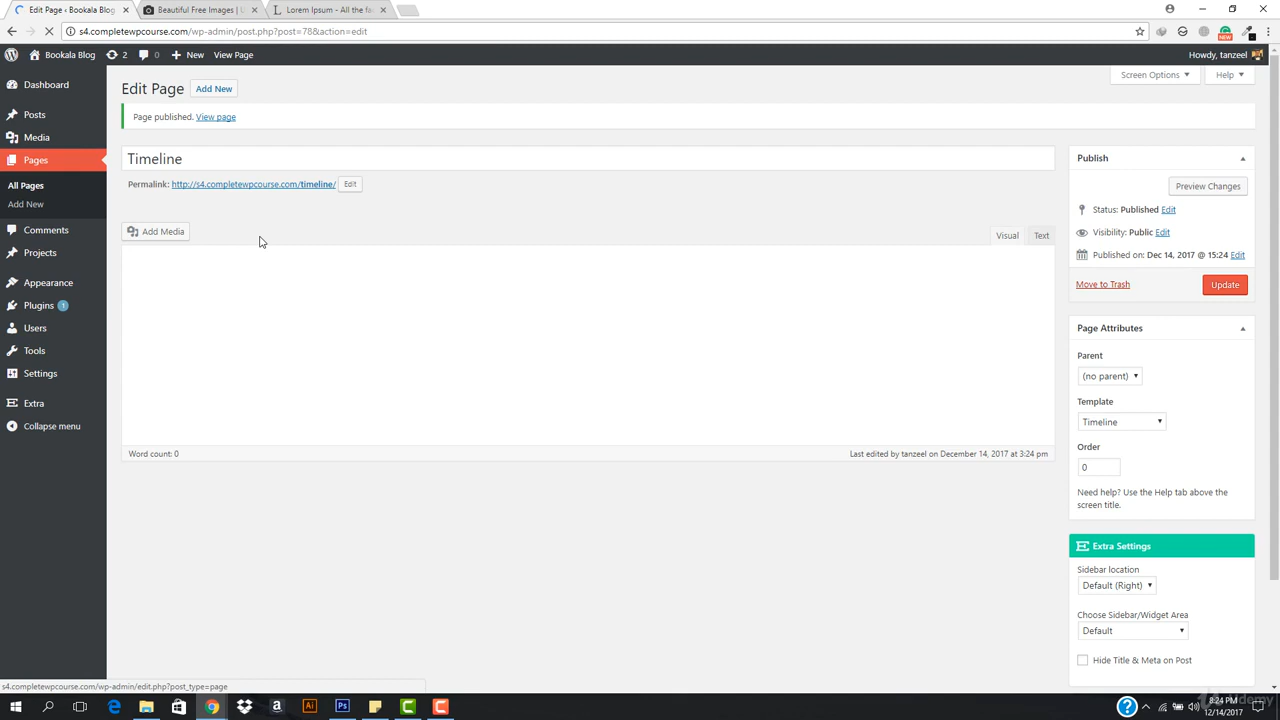 Edit Page ‹ Bookala Blog
Beautiful Free Images | U
Lorem Ipsum - All the fa
s4.completewpcourse.com/wp-admin/post.php?post=78&action=edit
NEW
Bookala Blog
2
0
New
View Page
Howdy, tanzeel
Dashboard
Posts
Media
Pages
All Pages
Add New
Comments
Projects
Appearance
Plugins 1
Users
Tools
Settings
Extra
Collapse menu
Edit Page
Add New
Screen Options
Help
Page published. View page
Timeline
Permalink: http://s4.completewpcourse.com/timeline/
Edit
Add Media
Visual
Text
Word count: 0
Last edited by tanzeel on December 14, 2017 at 3:24 pm
Publish
Preview Changes
Status: Published Edit
Visibility: Public Edit
Published on: Dec 14, 2017 @ 15:24 Edit
Move to Trash
Update
Page Attributes
Parent
(no parent)
Template
Timeline
Order
0
Need help? Use the Help tab above the
screen title.
Extra Settings
Sidebar location
Default (Right)
Choose Sidebar/Widget Area
Default
Hide Title & Meta on Post
s4.completewpcourse.com/wp-admin/edit.php?post_type=page
8:24 PM
12/14/2017